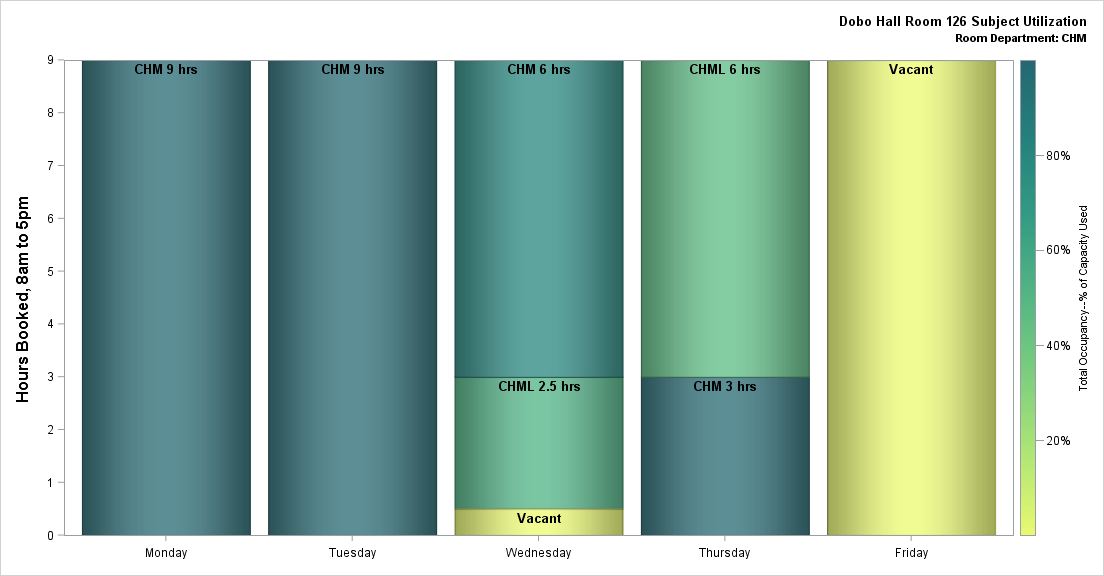 Dobo Hall Room 126 Subject Utilization
Room Department: CHM
Hours Booked, 8am to 5pm
9
8
7
6
5
4
3
2
1
0
CHM 9 hrs
CHM 9 hrs
CHM 6 hrs
CHML 2.5 hrs
Vacant
CHML 6 hrs
CHM 3 hrs
Vacant
Monday
Tuesday
Wednesday
Thursday
Friday
80%
60%
40%
20%
Total Occupancy--% of Capacity Used